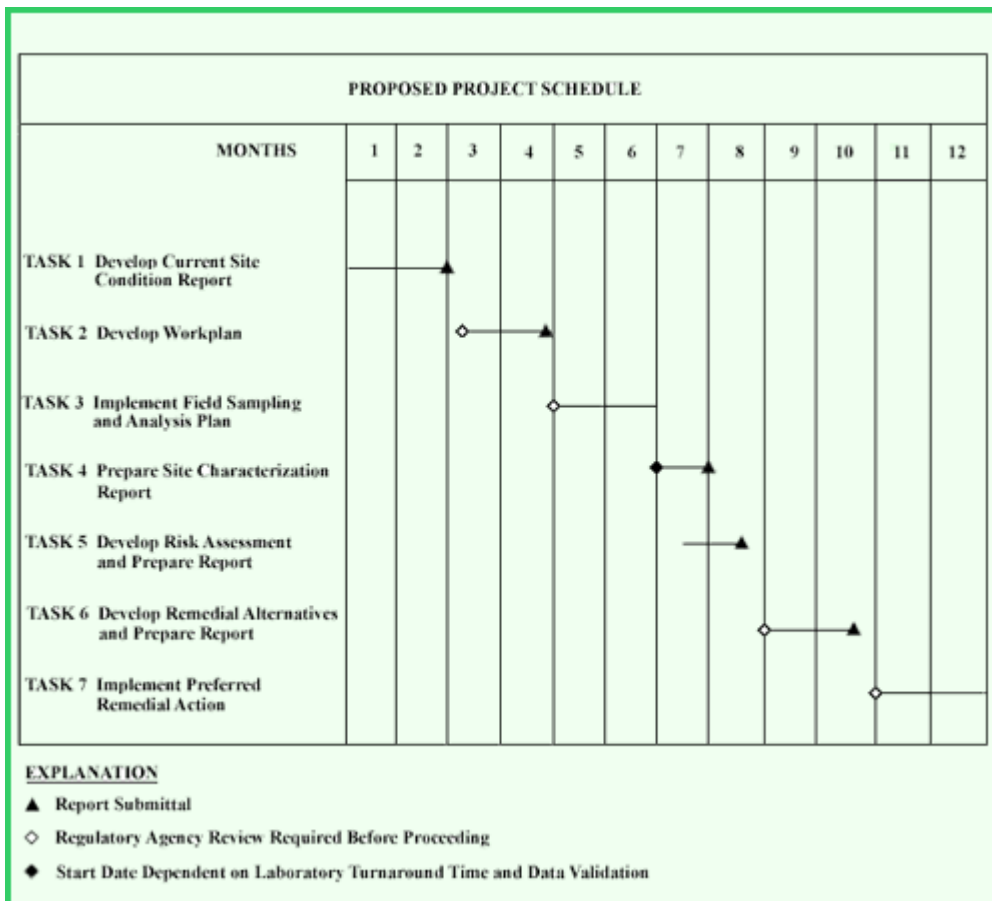 PROPOSED PROJECT SCHEDULE
MONTHS 1 2 3 4 5 6 7 8 9 10 11 12
TASK 1 Develop Current Site
Condition Report
TASK 2 Develop Workplan
TASK 3 Implement Field Sampling
and Analysis Plan
TASK 4 Prepare Site Characterization
Report
TASK 5 Develop Risk Assessment
and Prepare Report
TASK 6 Develop Remedial Alternatives
and Prepare Report
TASK 7 Implement Preferred
Remedial Action
EXPLANATION
Report Submittal
Regulatory Agency Review Required Before Proceeding
Start Date Dependent on Laboratory Turnaround Time and Data Validation